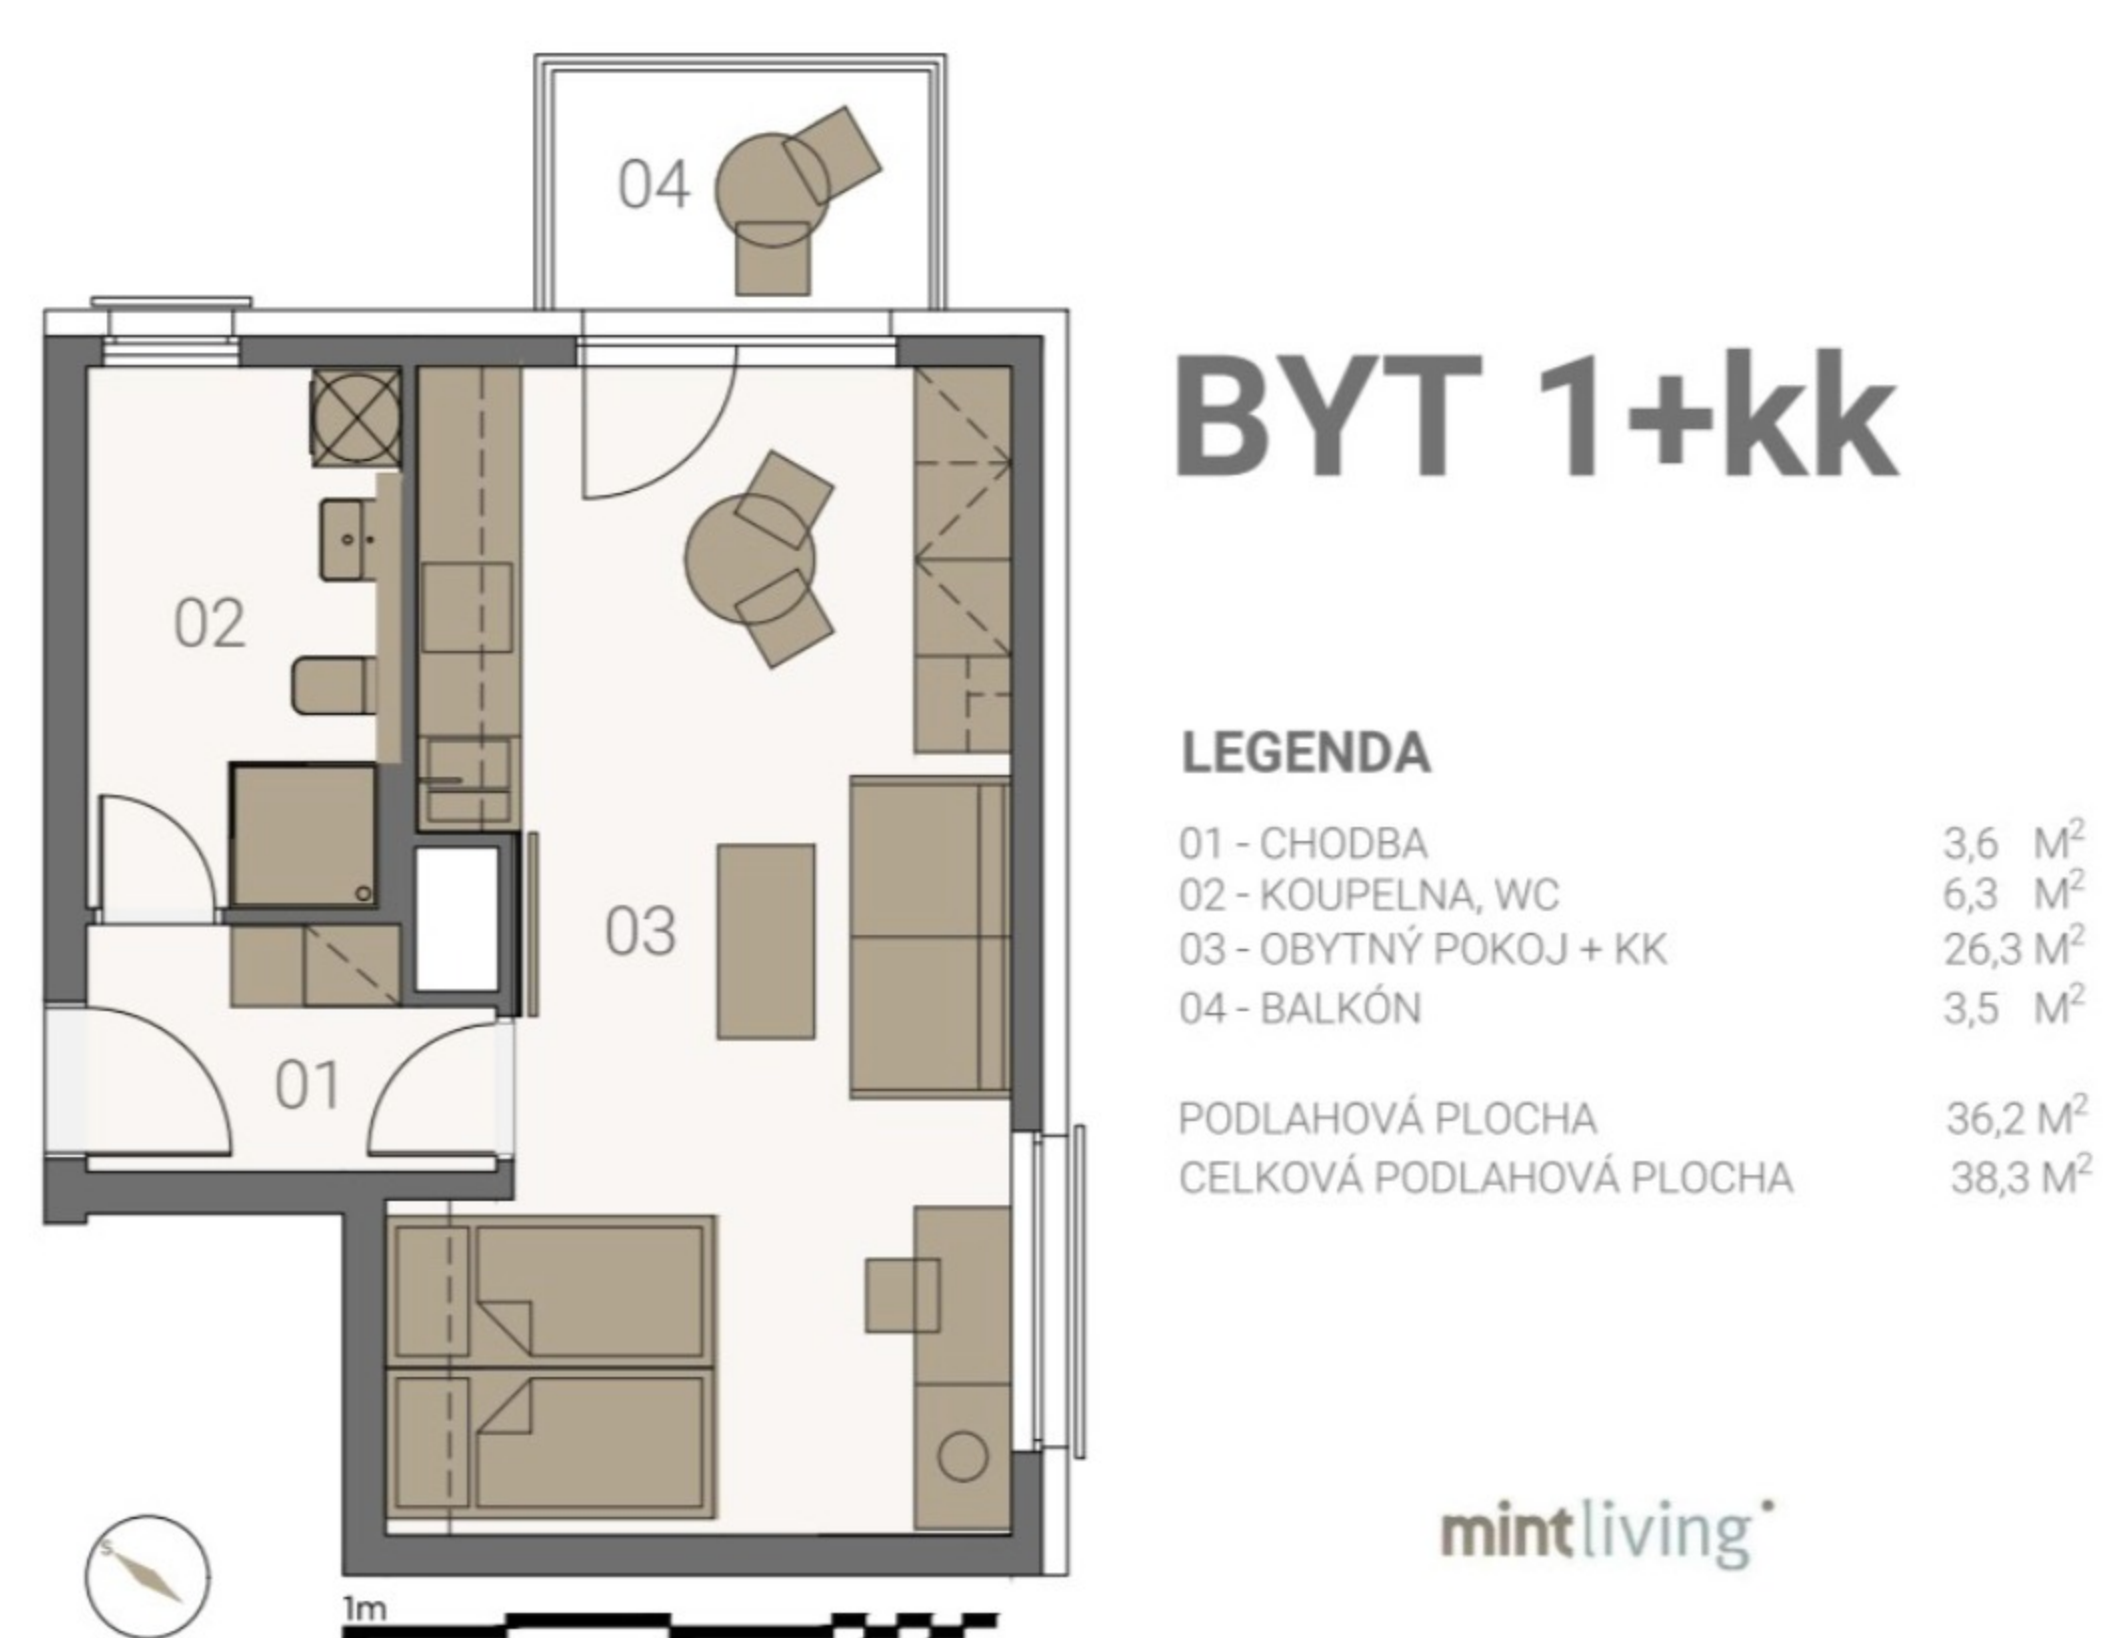 04
BYT 1+kk
02
LEGENDA
01 - CHODBA 3,6 M²
02 - KOUPELNA, WC 6,3 M²
03 - OBYTNÝ POKOJ + KK 26,3 M²
04 - BALKÓN 3,5 M²
03
01
PODLAHOVÁ PLOCHA 36,2 M²
CELKOVÁ PODLAHOVÁ PLOCHA 38,3 M²
mintliving
S
1m